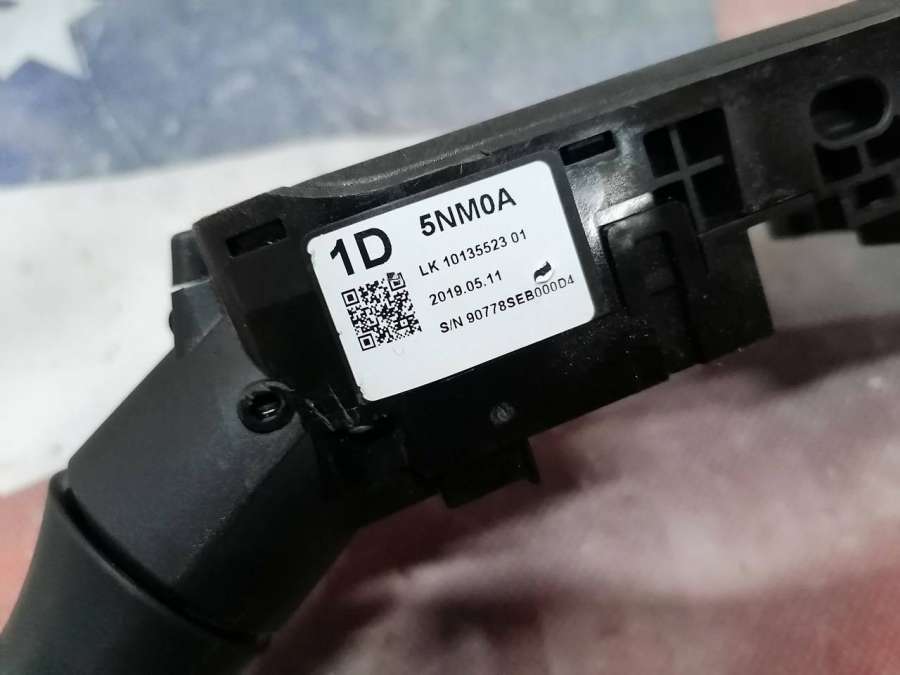 1D
5NM0A
LK 10135523 01
2019.05.11
S/N 90778SEB000D4